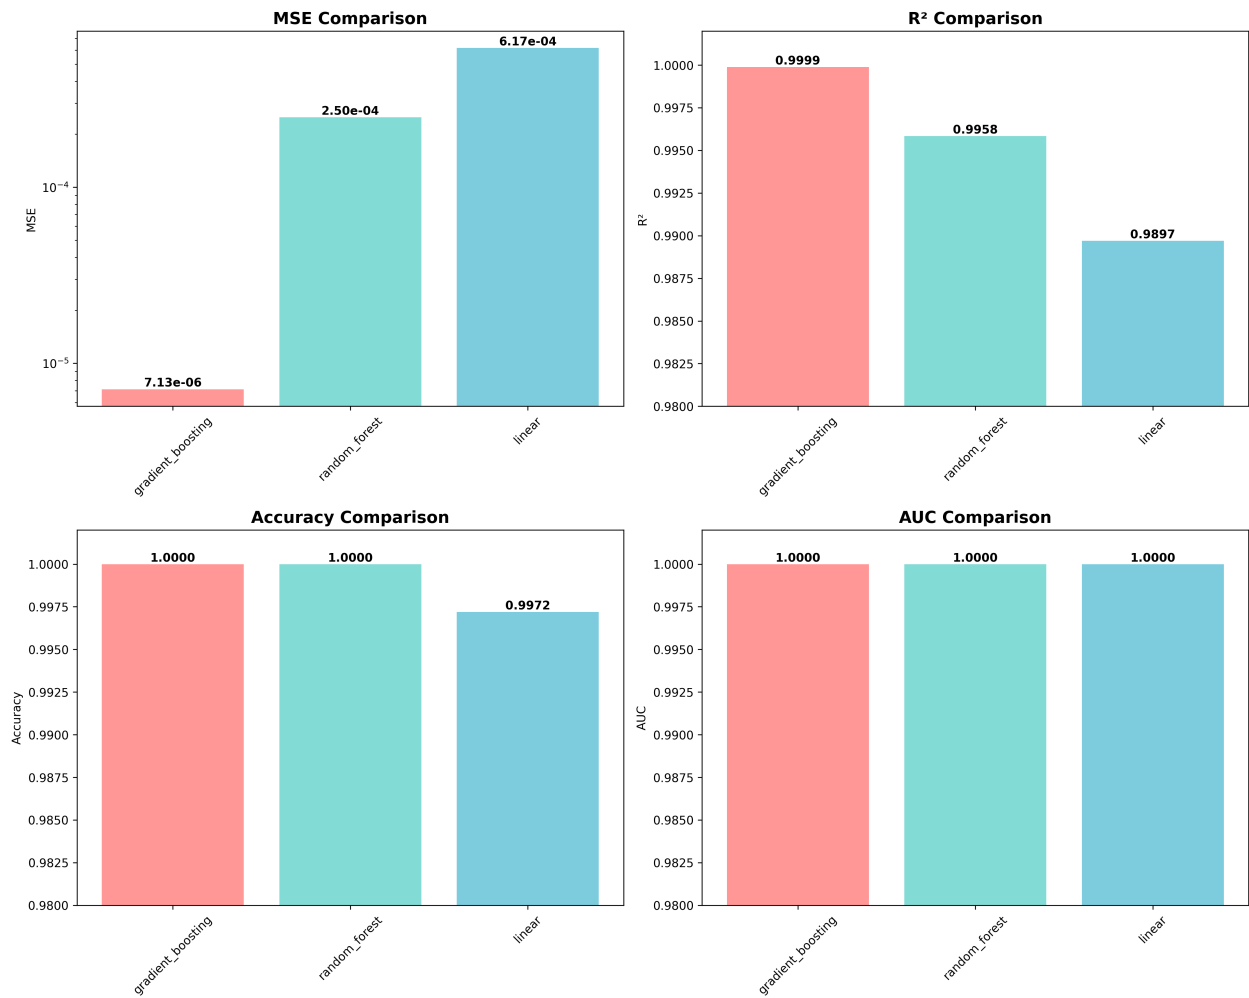 MSE Comparison
6.17e-04
2.50e-04
10⁻⁴
MSE
10⁻⁵
7.13e-06
gradient_boosting
random_forest
linear
R² Comparison
1.0000
0.9999
0.9975
0.9958
0.9950
0.9925
R²
0.9900
0.9897
0.9875
0.9850
0.9825
0.9800
gradient_boosting
random_forest
linear
Accuracy Comparison
1.0000
1.0000
1.0000
0.9975
0.9972
0.9950
0.9925
Accuracy
0.9900
0.9875
0.9850
0.9825
0.9800
gradient_boosting
random_forest
linear
AUC Comparison
1.0000
1.0000
1.0000
1.0000
0.9975
0.9950
0.9925
AUC
0.9900
0.9875
0.9850
0.9825
0.9800
gradient_boosting
random_forest
linear